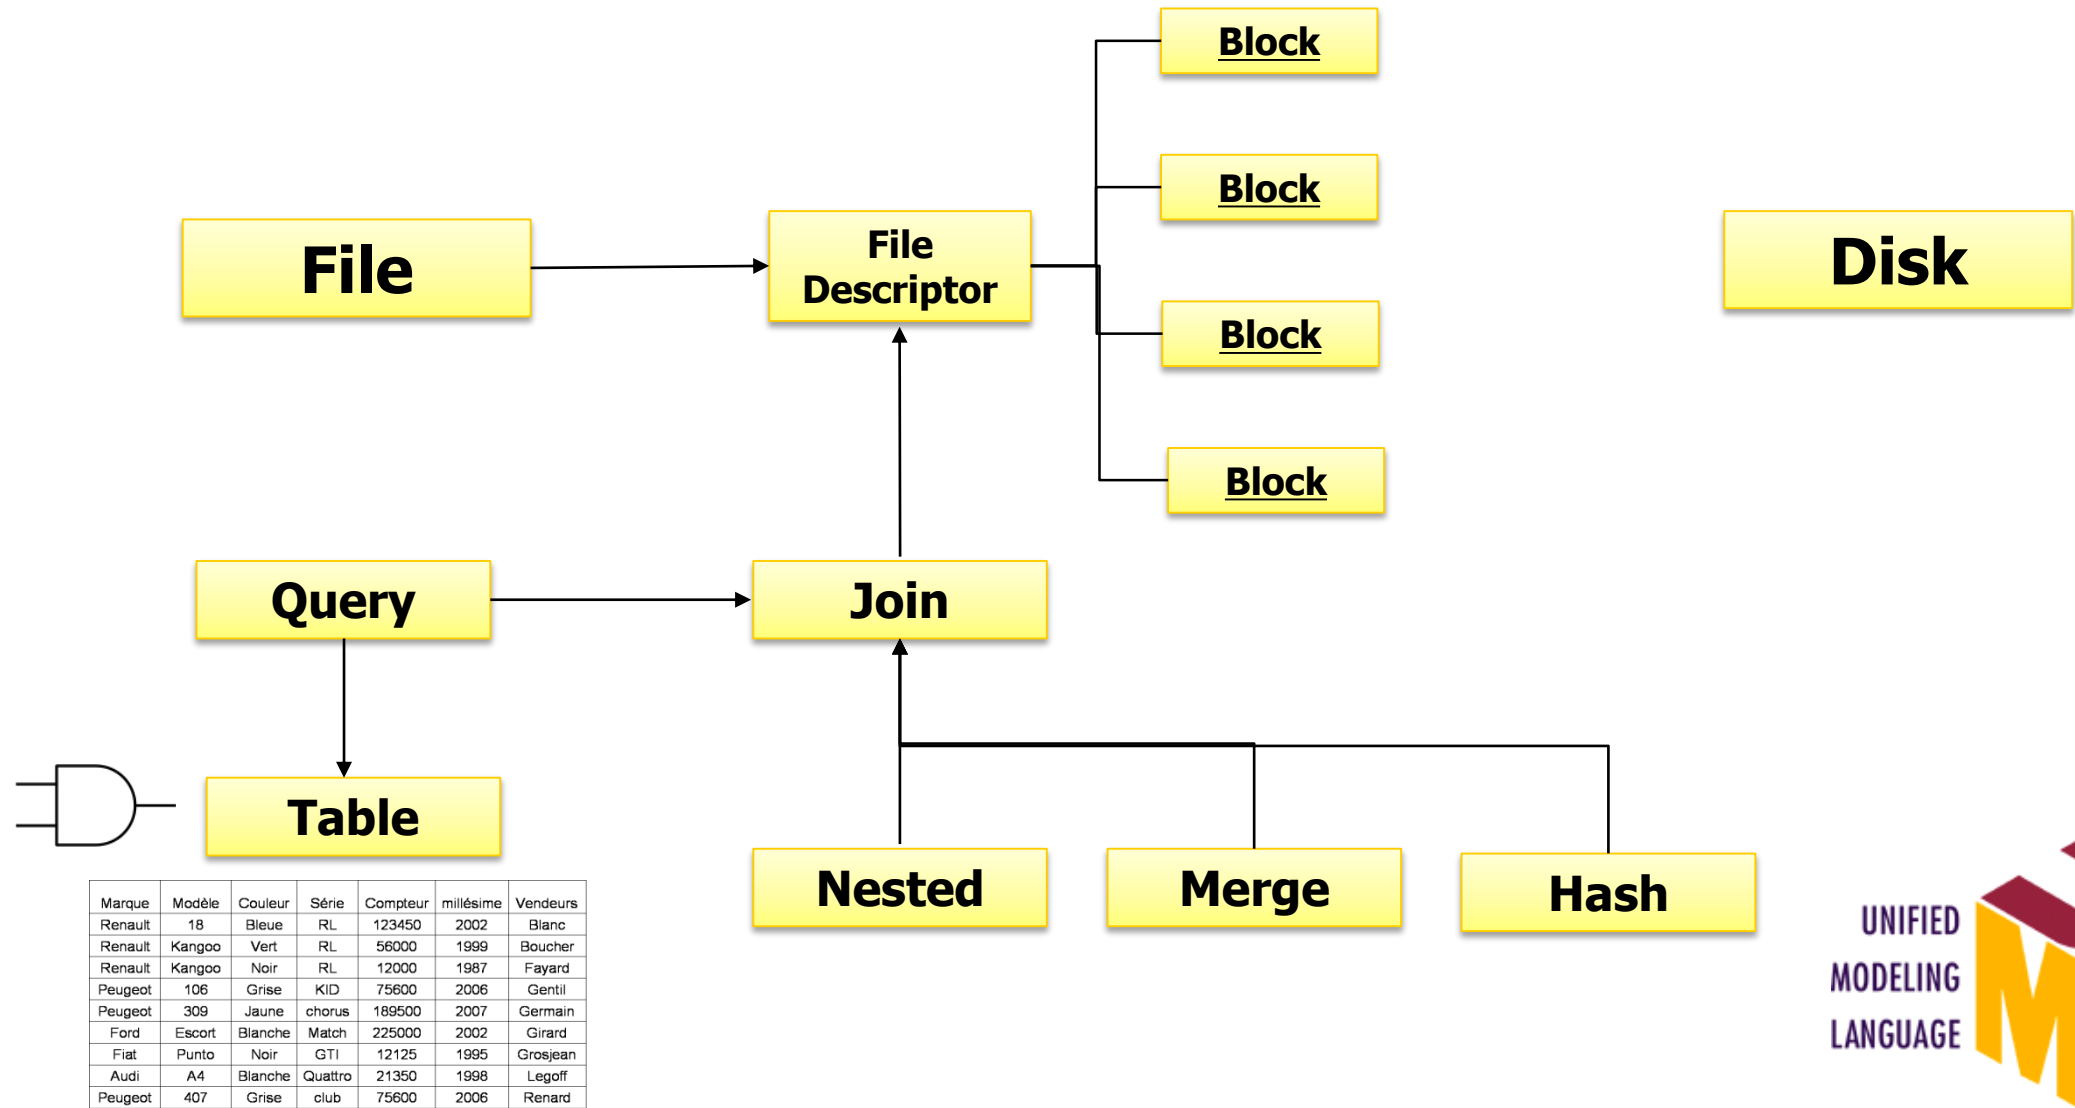 Block
Block
File
Descriptor
File
Disk
Block
Block
Query
Join
Table
Nested
Merge
Hash
Marque Modèle Couleur Série Compteur millésime Vendeurs
Renault 18 Bleue RL 123450 2002 Blanc
Renault Kangoo Vert RL 56000 1999 Boucher
Renault Kangoo Noir RL 12000 1987 Fayard
Peugeot 106 Grise KID 75600 2006 Gentil
Peugeot 309 Jaune chorus 189500 2007 Germain
Ford Escort Blanche Match 225000 2002 Girard
Fiat Punto Noir GTI 12125 1995 Grosjean
Audi A4 Blanche Quattro 21350 1998 Legoff
Peugeot 407 Grise club 75600 2006 Renard
UNIFIED
MODELING
LANGUAGE